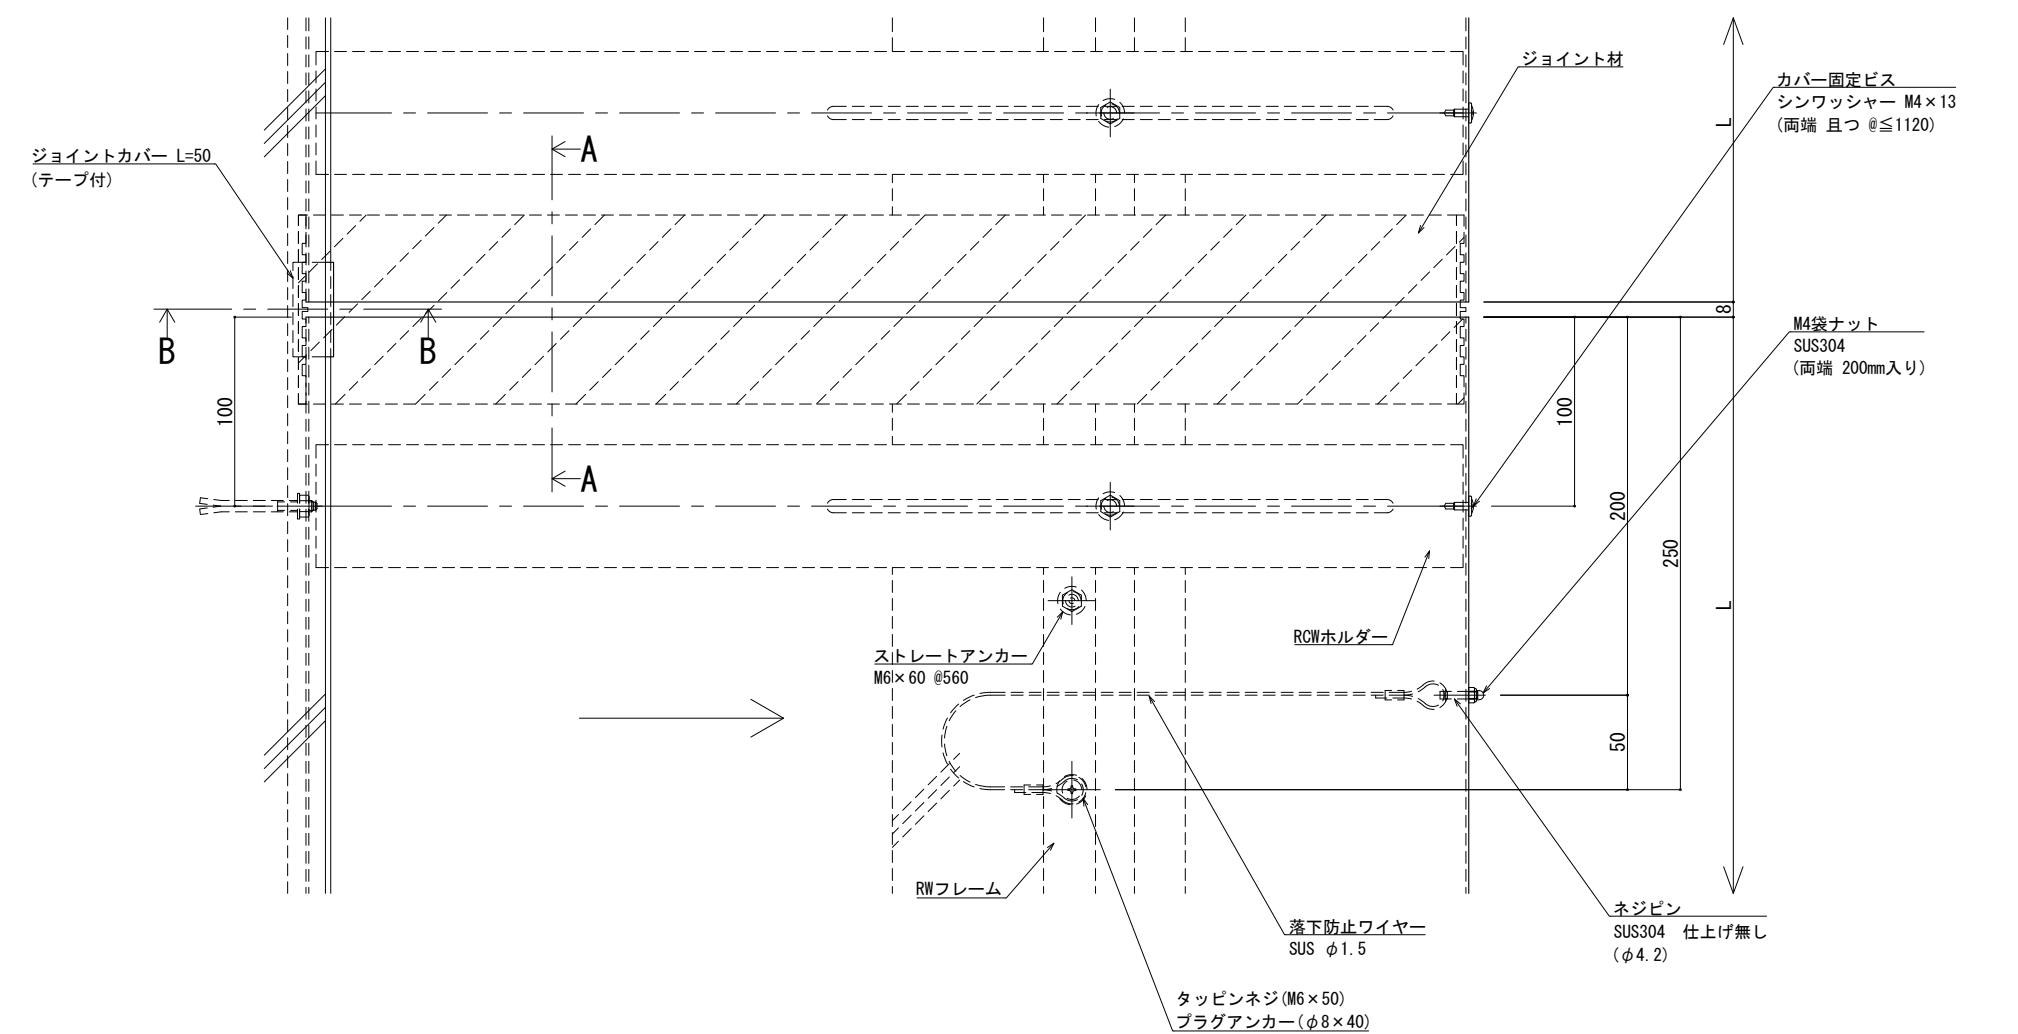 ジョイント材
カバー固定ビス
シンワッシャー M4×13
(両端 且つ @≦1120)
L
A
ジョイントカバー L=50
(テープ付)
8
B
B
M4袋ナット
SUS304
(両端 200mm入り)
100
100
A
200
250
L
RCWホルダー
ストレートアンカー
M6×60 @560
50
RWフレーム
落下防止ワイヤー
SUS φ1.5
ネジピン
SUS304 仕上げ無し
(φ4.2)
タッピンネジ(M6×50)
プラグアンカー(φ8×40)